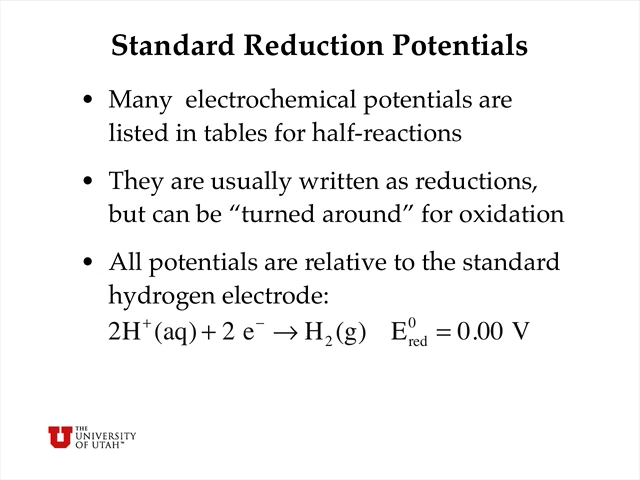 Standard Reduction Potentials
• Many electrochemical potentials are
listed in tables for half-reactions
• They are usually written as reductions,
but can be “turned around” for oxidation
• All potentials are relative to the standard
hydrogen electrode:
2H⁺(aq) + 2 e⁻ → H₂(g) E⁰red = 0.00 V
THE
UNIVERSITY
OF UTAH™